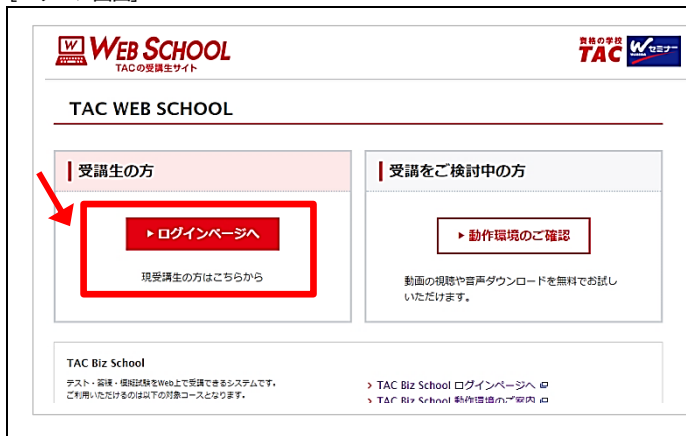 WEB SCHOOL
TACの受講生サイト
資格の学校
TAC
Wセミナー
TAC WEB SCHOOL
受講生の方
ログインページへ
現受講生の方はこちらから
受講をご検討中の方
動作環境のご確認
動画の視聴や音声ダウンロードを無料でお試し
いただけます。
TAC Biz School
テスト・答練・模擬試験をWeb上で受講できるシステムです。
ご利用いただけるのは以下の対象コースとなります。
TAC Biz School ログインページへ
TAC Biz School 動作環境のご案内